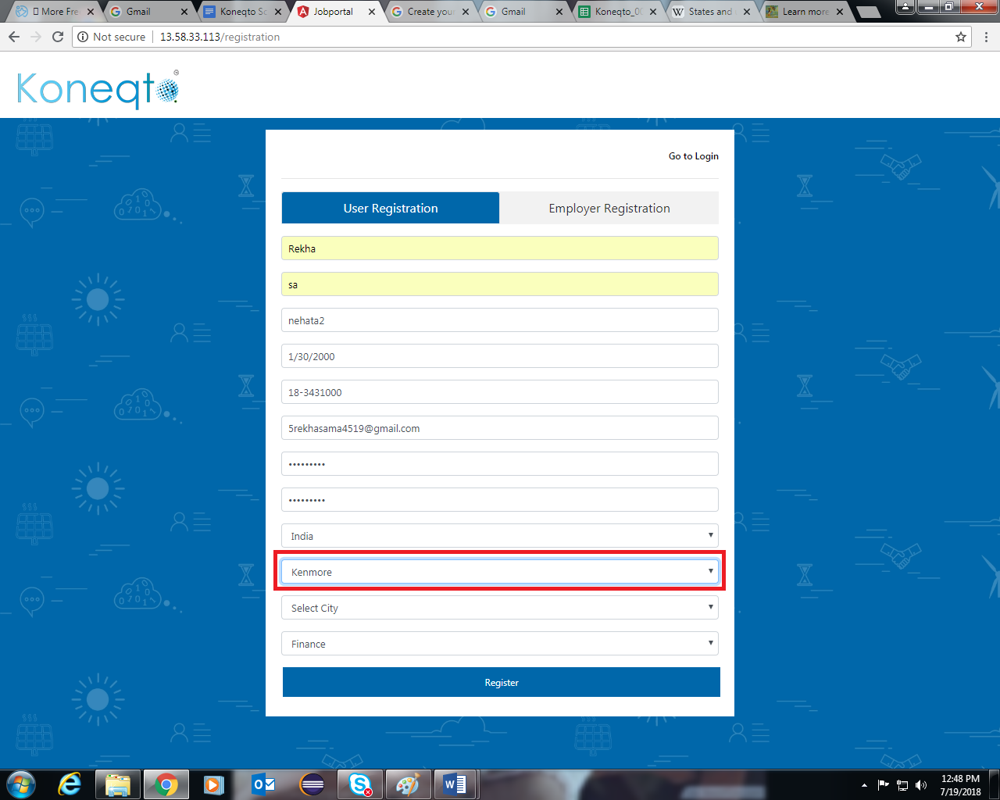 More Fre
Gmail
Koneqto Sc
Jobportal
Create your
Gmail
Koneqto_00
States and
Learn more
Not secure
13.58.33.113/registration
Koneqto
Go to Login
User Registration
Employer Registration
Rekha
sa
nehata2
1/30/2000
18-3431000
5rekhasama4519@gmail.com
•••••••••
•••••••••
India
Kenmore
Select City
Finance
Register
12:48 PM
7/19/2018